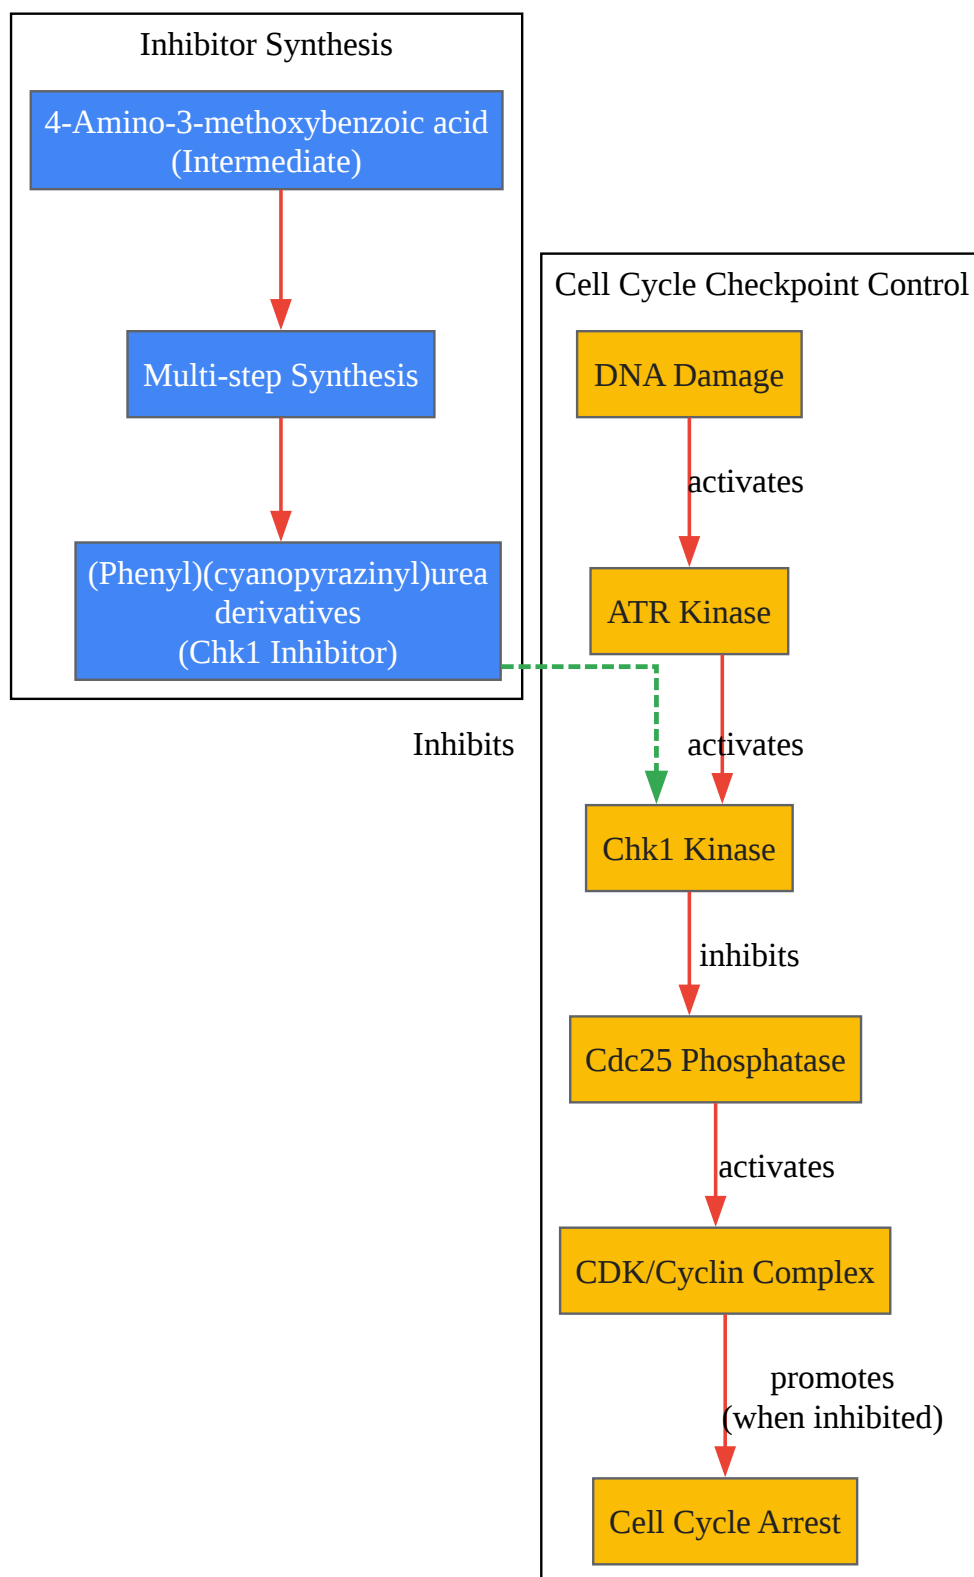 Inhibitor Synthesis
4-Amino-3-methoxybenzoic acid
(Intermediate)
Multi-step Synthesis
(Phenyl)(cyanopyrazinyl)urea
derivatives
(Chk1 Inhibitor)
Inhibits
Cell Cycle Checkpoint Control
DNA Damage
activates
ATR Kinase
activates
Chk1 Kinase
inhibits
Cdc25 Phosphatase
activates
CDK/Cyclin Complex
promotes
(when inhibited)
Cell Cycle Arrest